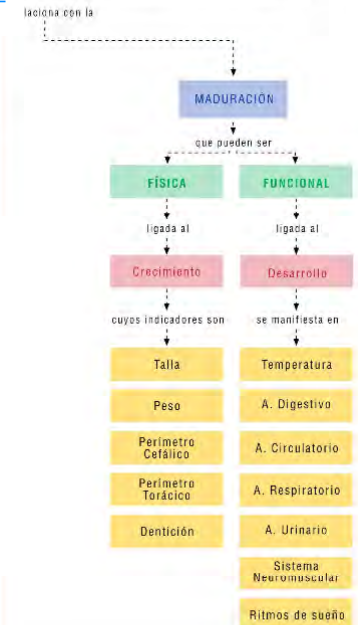 laciona con la
MADURACIÓN
que pueden ser
FÍSICA
FUNCIONAL
ligada al
ligada al
Crecimiento
Desarrollo
cuyos indicadores son
se manifiesta en
Talla
Temperatura
Peso
A. Digestivo
Perímetro
Cefálico
A. Circulatorio
Perímetro
Torácico
A. Respiratorio
Dentición
A. Urinario
Sistema
Neuromuscular
Ritmos de sueño